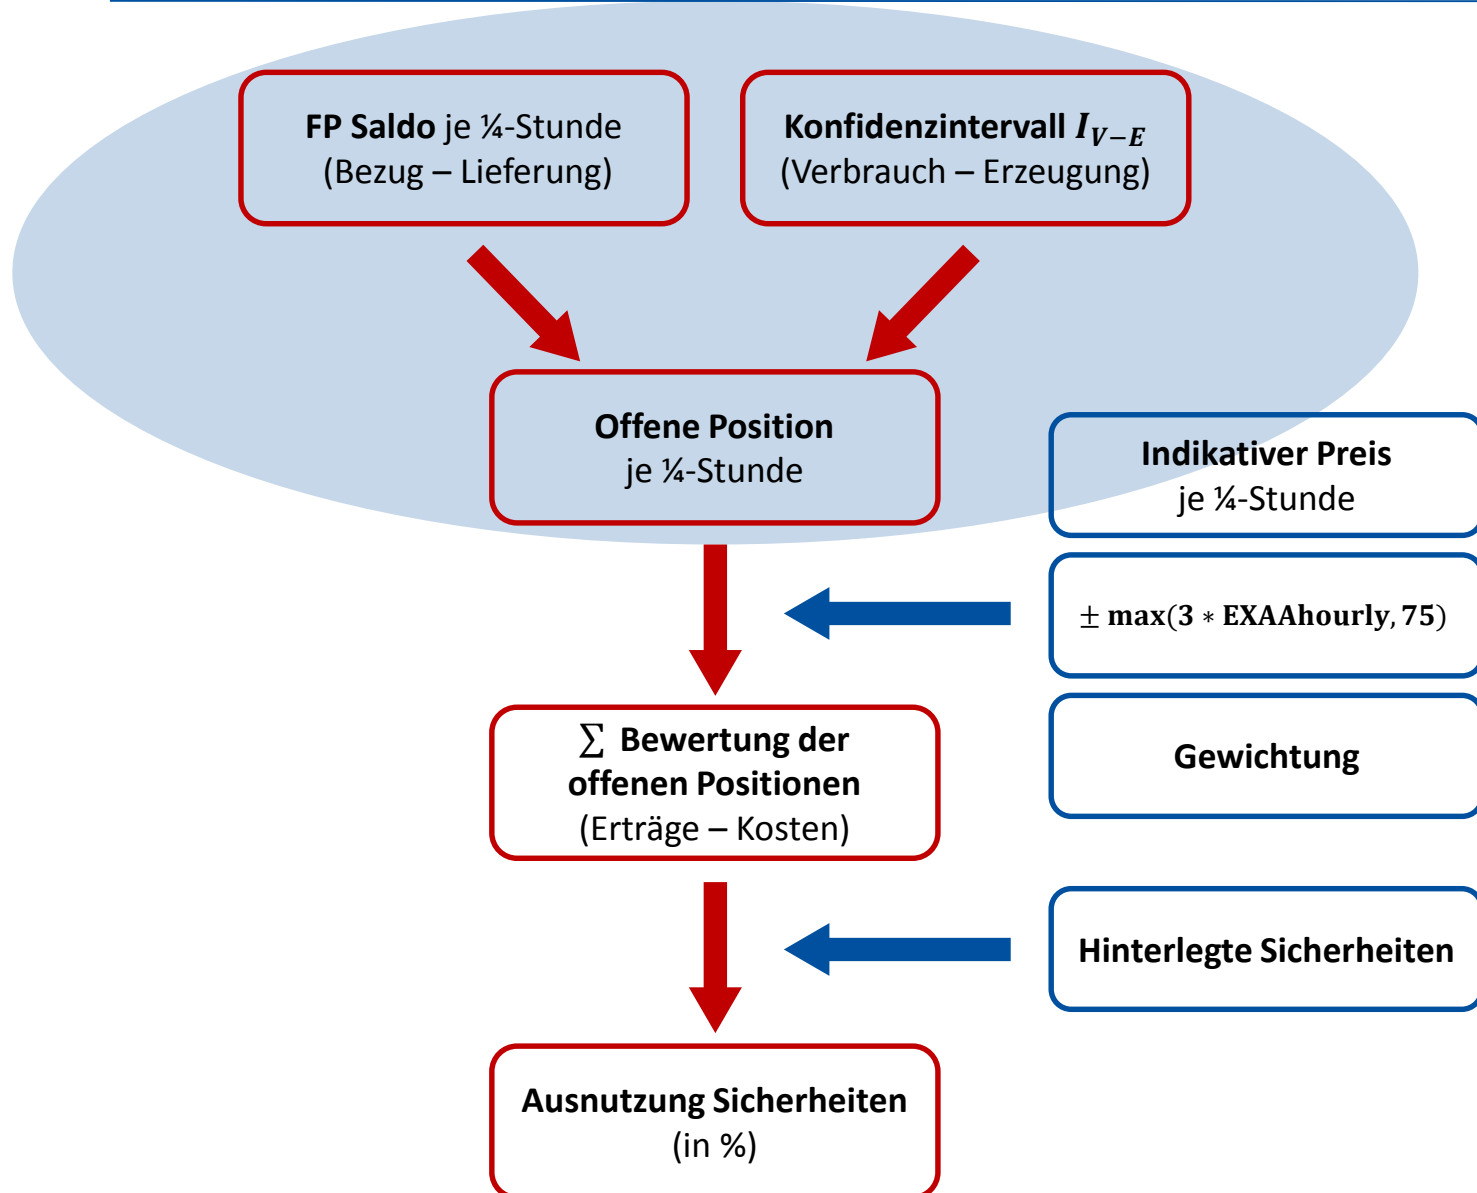 FP Saldo je ¼-Stunde
(Bezug – Lieferung)
Konfidenzintervall I_{V−E}
(Verbrauch – Erzeugung)
Offene Position
je ¼-Stunde
Indikativer Preis
je ¼-Stunde
± max(3 ∗ EXAAhourly, 75)
Gewichtung
∑ Bewertung der
offenen Positionen
(Erträge – Kosten)
Hinterlegte Sicherheiten
Ausnutzung Sicherheiten
(in %)